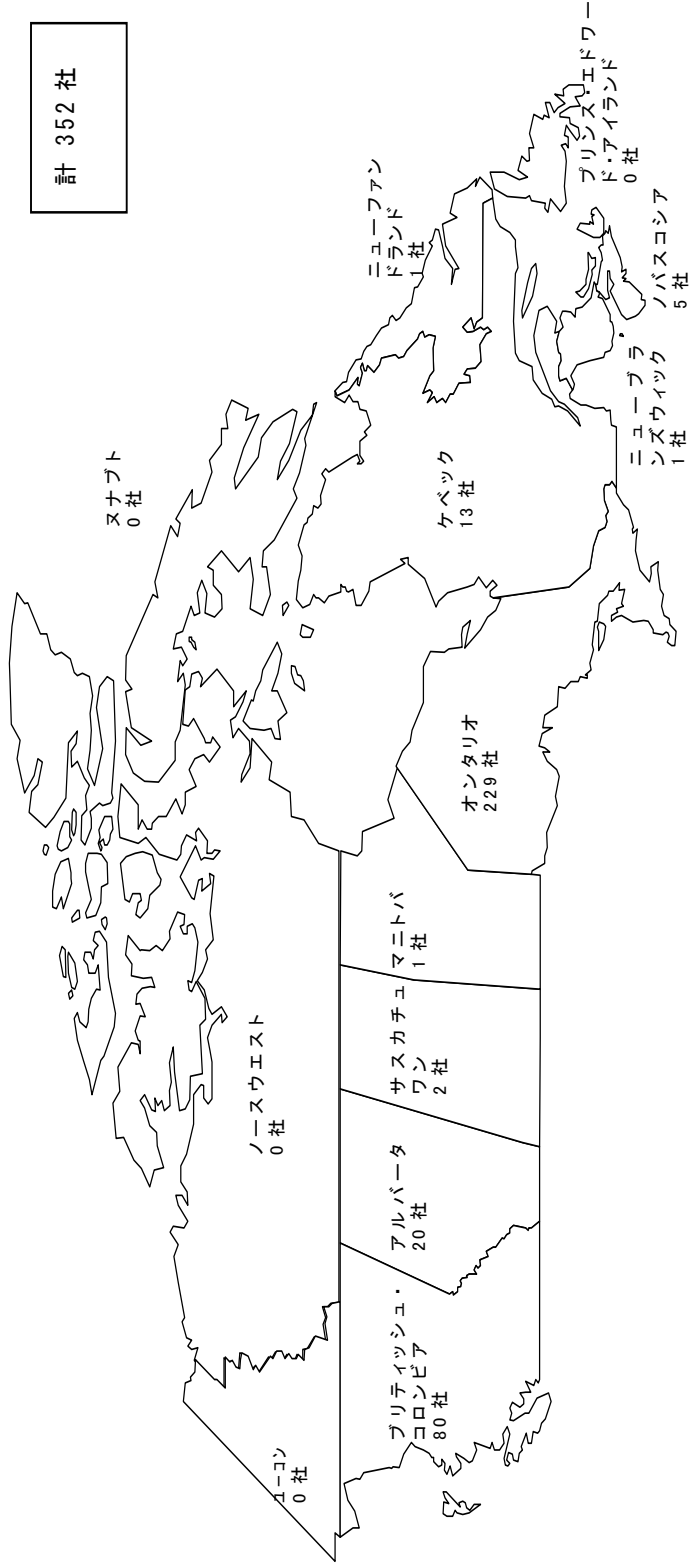 計 352 社
ヌナブト
0 社
ニューファン
ドランド
1 社
プリンス・エドワー
ド・アイランド
0 社
ノバスコシア
5 社
ニューブラ
ンズウィック
1 社
ケベック
13 社
オンタリオ
229 社
マニトバ
1 社
サスカチュ
ワン
2 社
アルバータ
20 社
ブリティッシュ・
コロンビア
80 社
ノースウエスト
0 社
ユーコン
0 社